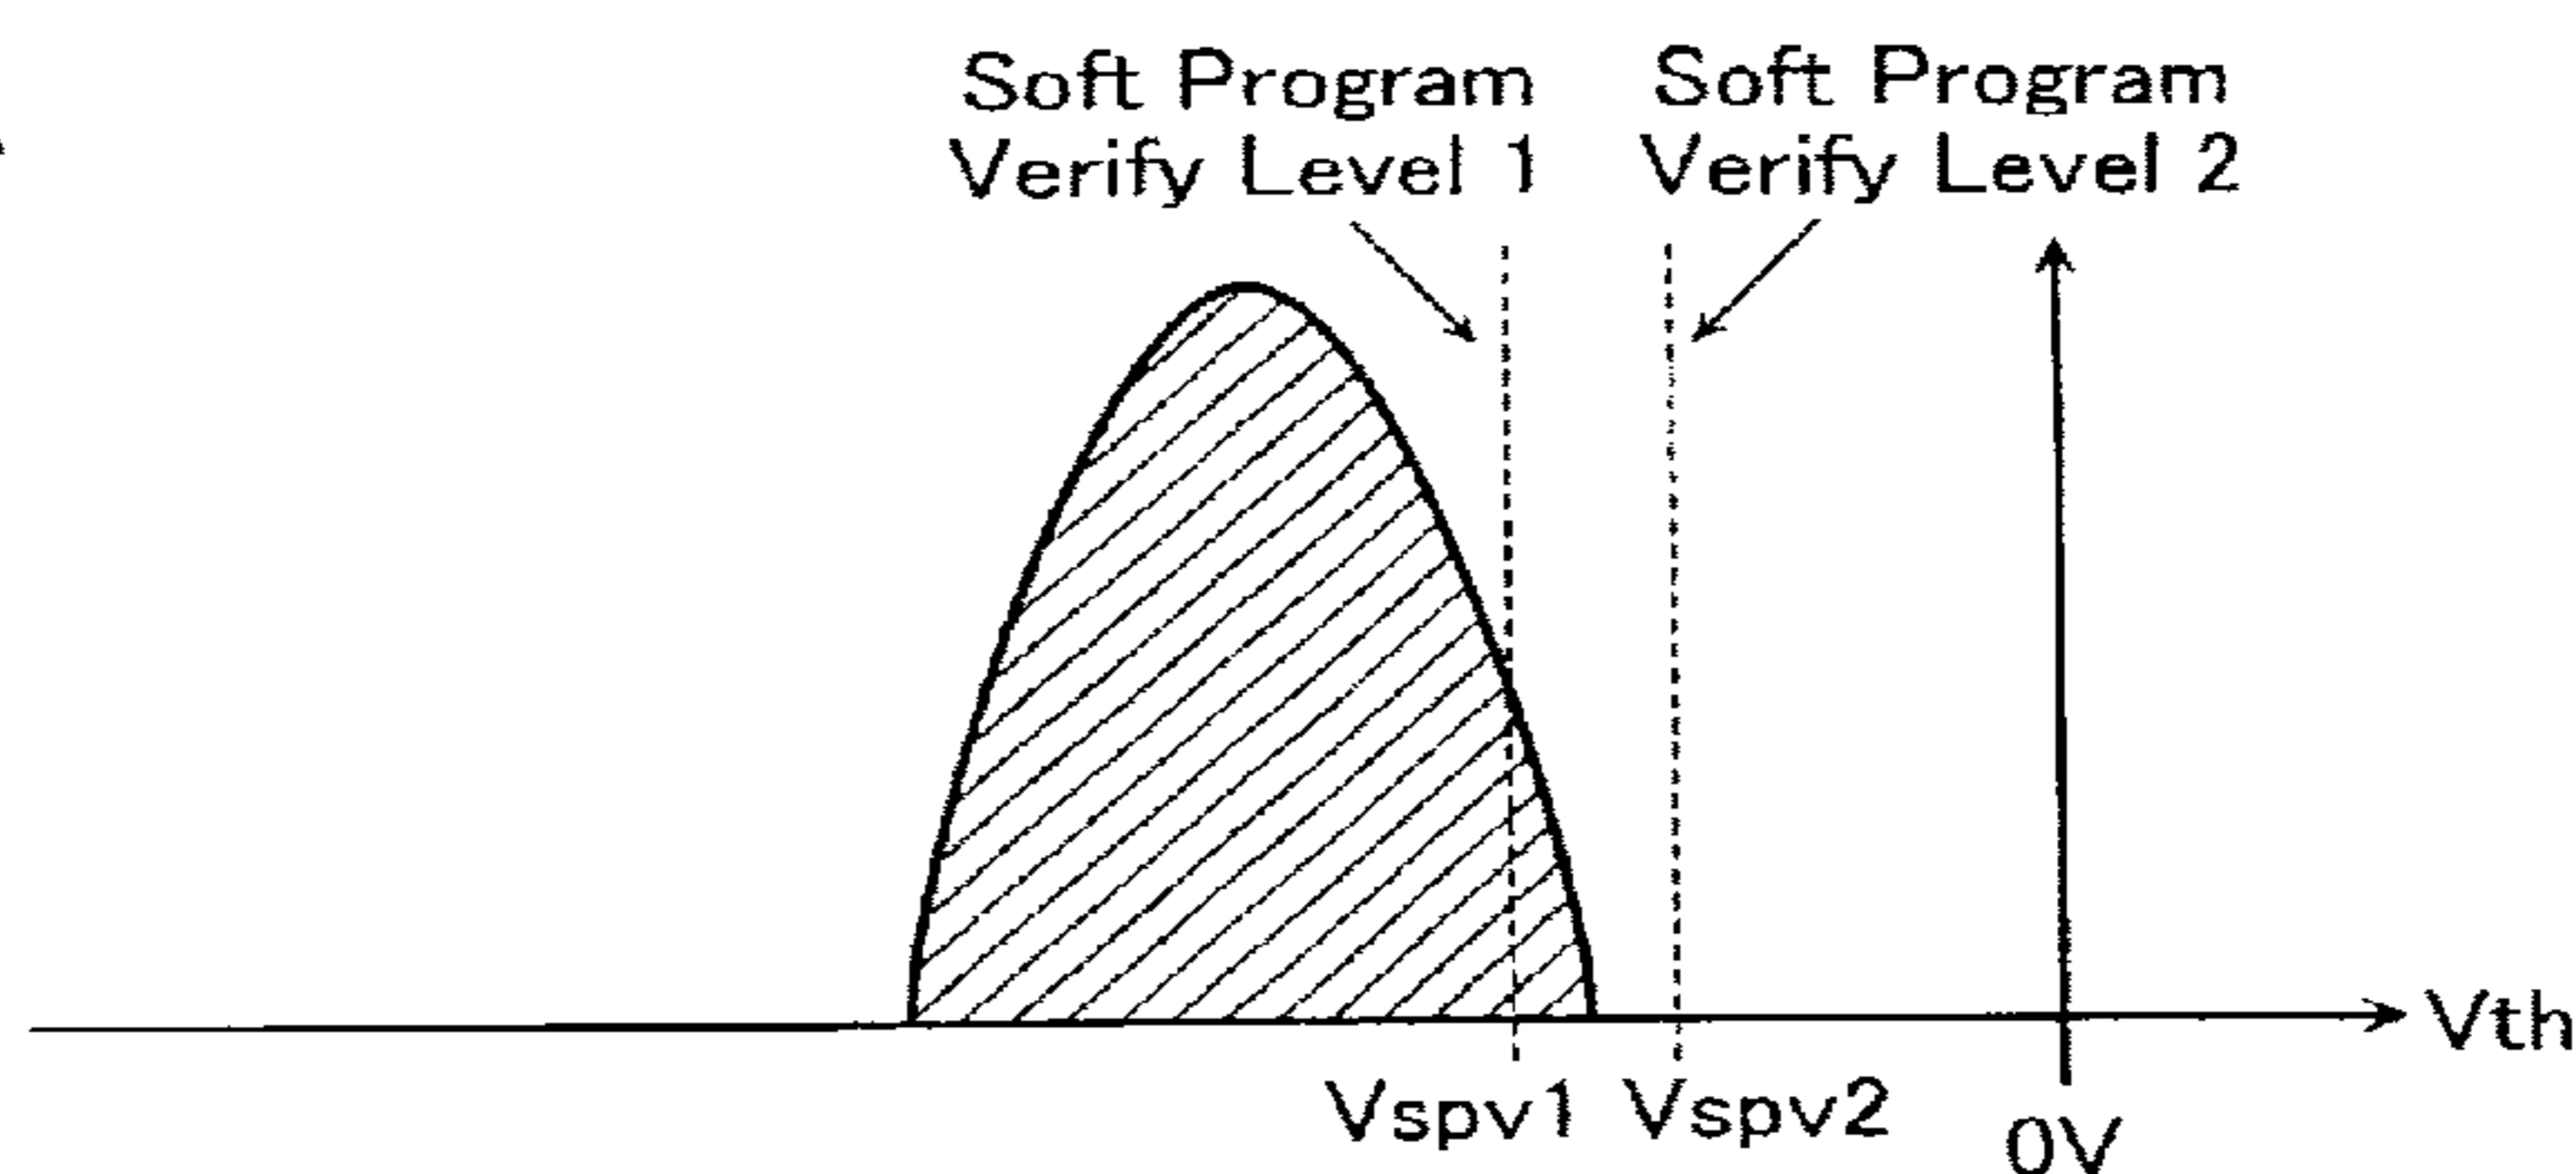 Soft Program
Verify Level 1
Soft Program
Verify Level 2
Vth
Vspv1
Vspv2
0V